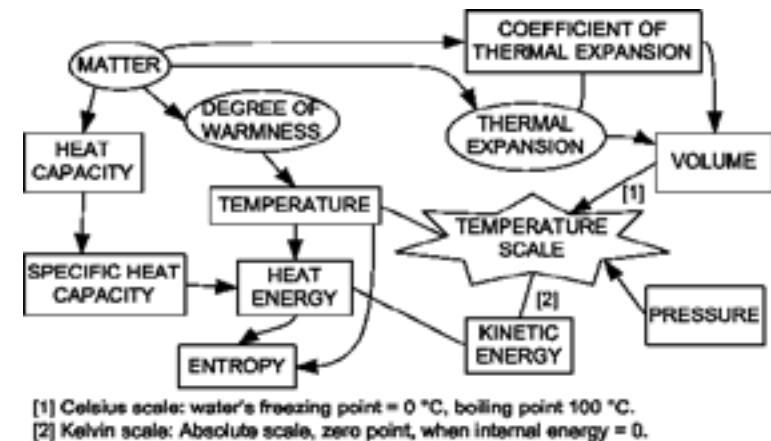 COEFFICIENT OF
THERMAL EXPANSION
MATTER
DEGREE OF
WARMNESS
THERMAL
EXPANSION
HEAT
CAPACITY
VOLUME
[1]
TEMPERATURE
TEMPERATURE
SCALE
SPECIFIC HEAT
CAPACITY
HEAT
ENERGY
[2]
PRESSURE
KINETIC
ENERGY
ENTROPY
[1] Celsius scale: water's freezing point = 0 °C, boiling point 100 °C.
[2] Kelvin scale: Absolute scale, zero point, when internal energy = 0.